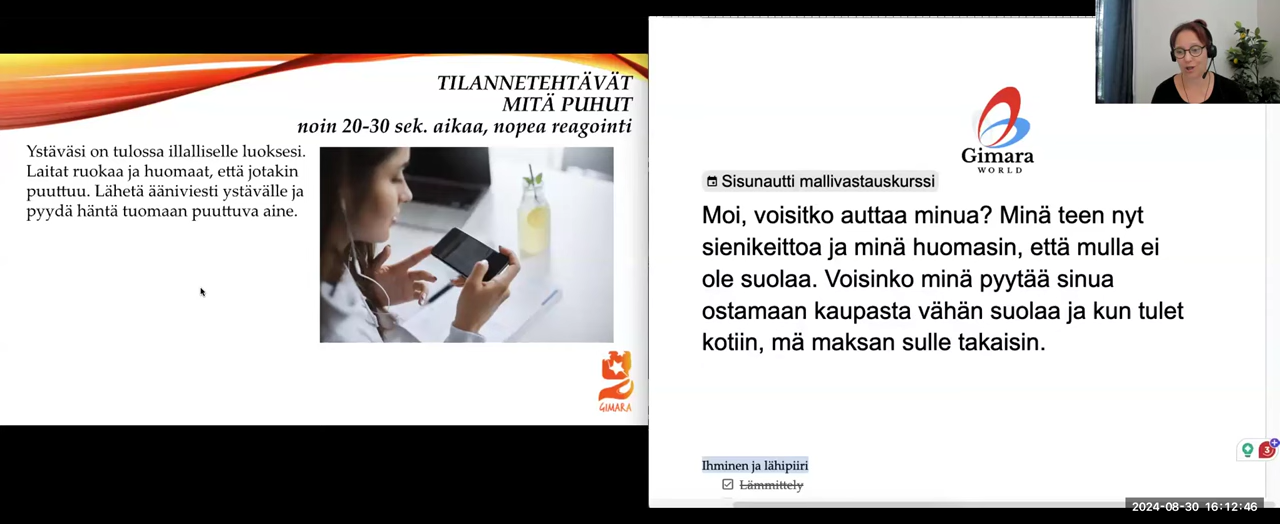 TILANNETEHTÄVÄT
MITÄ PUHUT
noin 20-30 sek. aikaa, nopea reagointi
Ystäväsi on tulossa illalliselle luoksesi.
Laitat ruokaa ja huomaat, että jotakin
puuttuu. Lähetä ääniviesti ystävälle ja
pyydä häntä tuomaan puuttuva aine.
GIMARA
Gimara
WORLD
Sisunautti mallivastauskurssi
Moi, voisitko auttaa minua? Minä teen nyt
sienikeittoa ja minä huomasin, että mulla ei
ole suolaa. Voisinko minä pyytää sinua
ostamaan kaupasta vähän suolaa ja kun tulet
kotiin, mä maksan sulle takaisin.
Ihminen ja lähipiiri
Lämmittely
3
2024-08-30 16:12:46